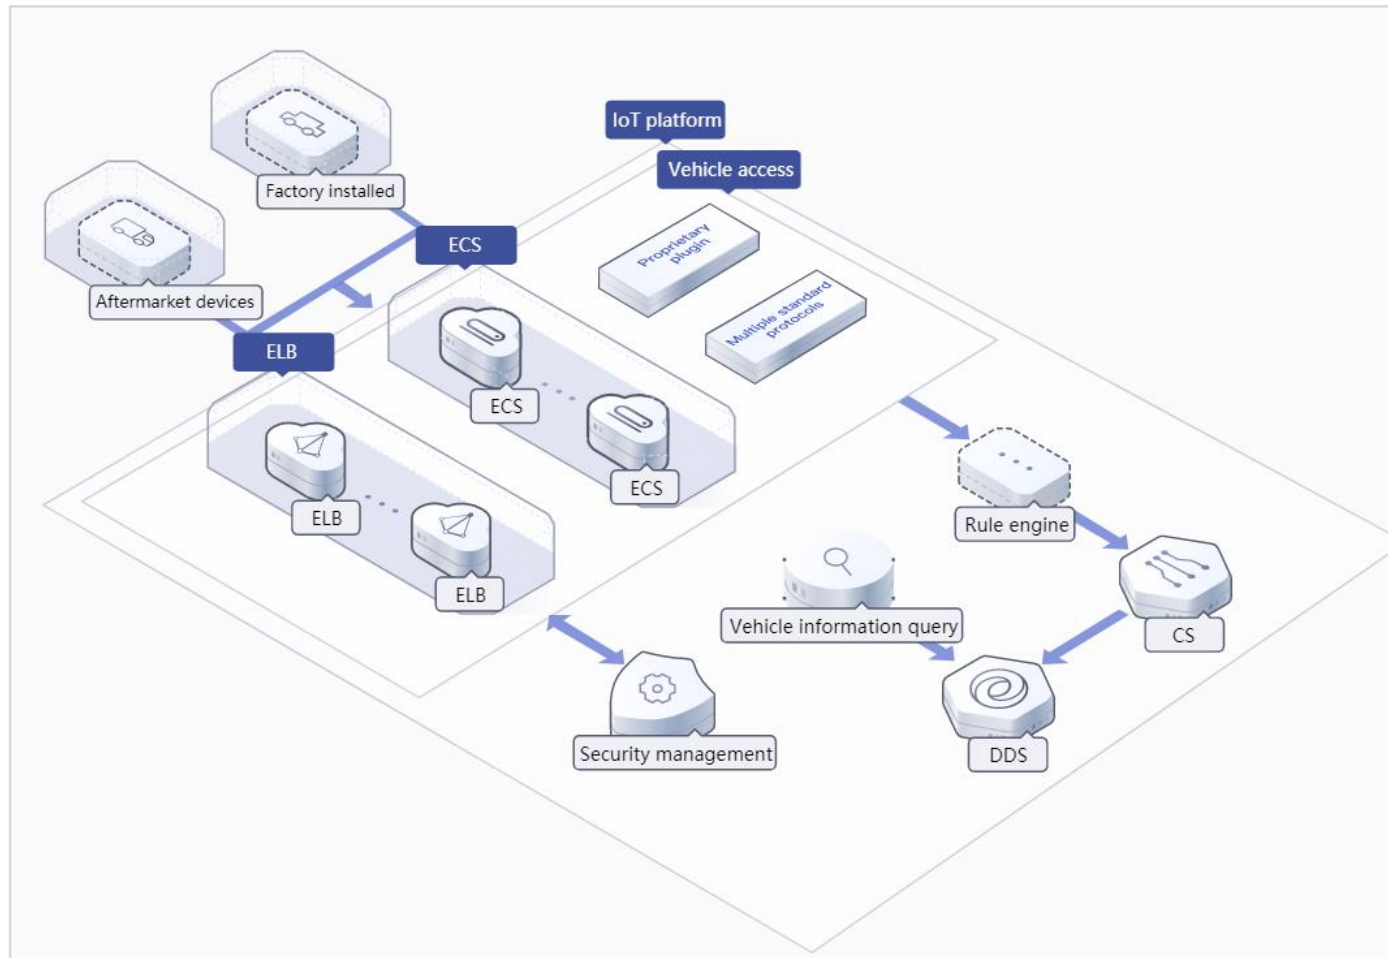 IoT platform
Vehicle access
Factory installed
Proprietary
plugin
ECS
Multiple standard
protocols
Aftermarket devices
ELB
ECS
ECS
ELB
ELB
Rule engine
Vehicle information query
CS
Security management
DDS